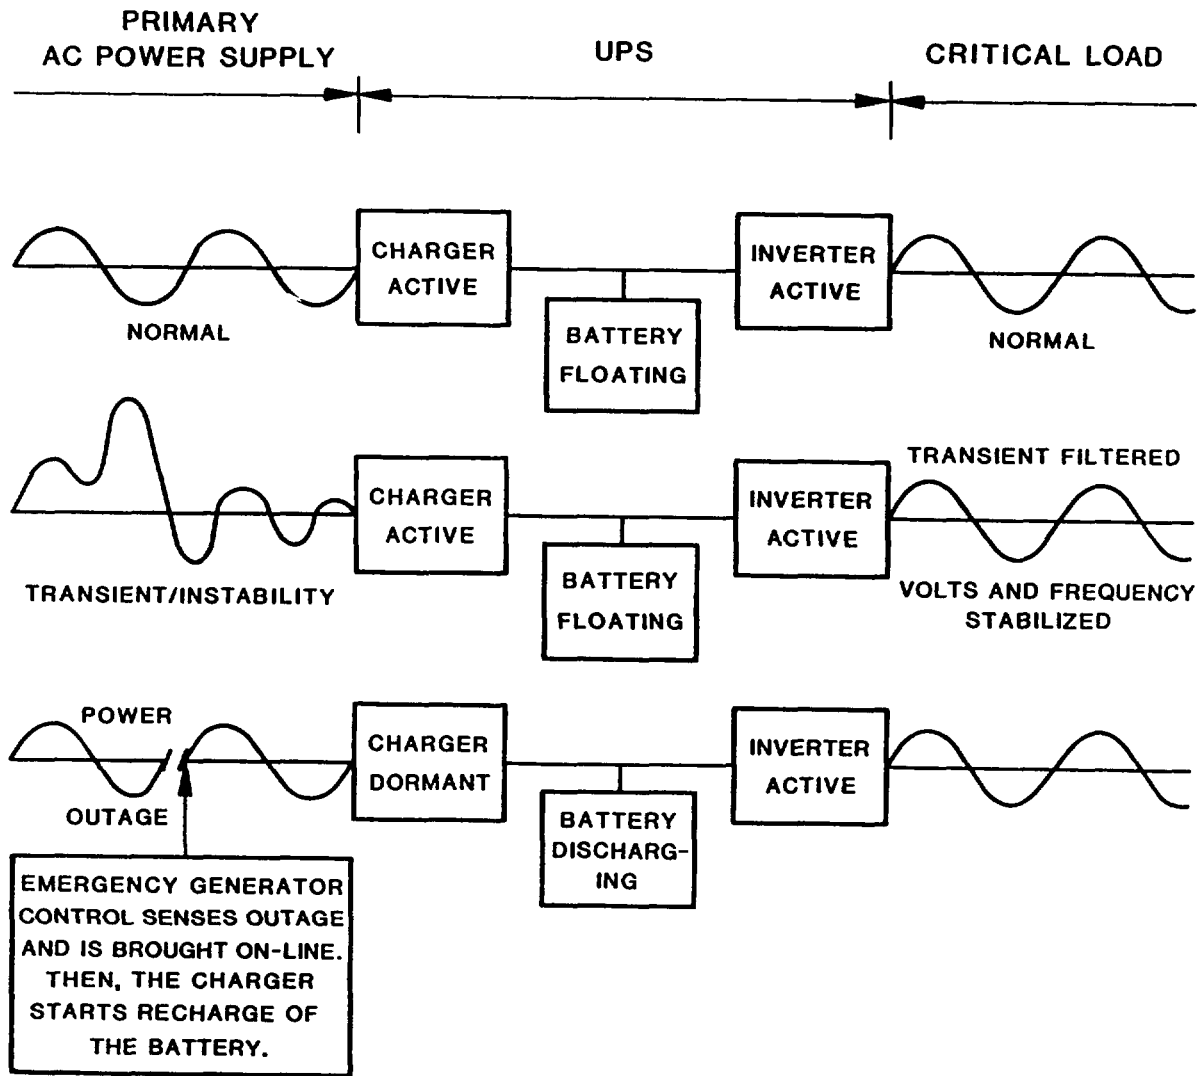 PRIMARY
AC POWER SUPPLY
UPS
CRITICAL LOAD
NORMAL
CHARGER
ACTIVE
BATTERY
FLOATING
INVERTER
ACTIVE
NORMAL
TRANSIENT/INSTABILITY
CHARGER
ACTIVE
BATTERY
FLOATING
INVERTER
ACTIVE
TRANSIENT FILTERED
VOLTS AND FREQUENCY
STABILIZED
POWER
OUTAGE
CHARGER
DORMANT
BATTERY
DISCHARG-
ING
INVERTER
ACTIVE
EMERGENCY GENERATOR
CONTROL SENSES OUTAGE
AND IS BROUGHT ON-LINE.
THEN, THE CHARGER
STARTS RECHARGE OF
THE BATTERY.